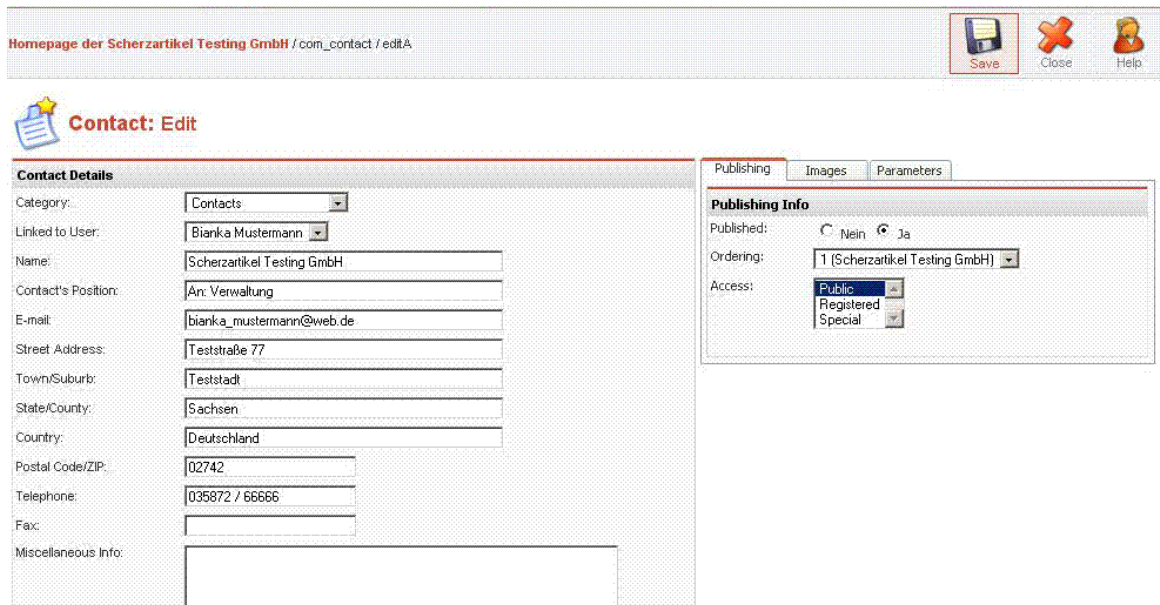 Homepage der Scherzartikel Testing GmbH / com_contact / editA
Save
Close
Help
Contact: Edit
Contact Details
Category: Contacts
Linked to User: Bianka Mustermann
Name: Scherzartikel Testing GmbH
Contact's Position: An: Verwaltung
E-mail: bianka_mustermann@web.de
Street Address: Teststraße 77
Town/Suburb: Teststadt
State/County: Sachsen
Country: Deutschland
Postal Code/ZIP: 02742
Telephone: 035872 / 66666
Fax:
Miscellaneous Info:
Publishing
Images
Parameters
Publishing Info
Published: Nein Ja
Ordering: 1 (Scherzartikel Testing GmbH)
Access: Public
Registered
Special